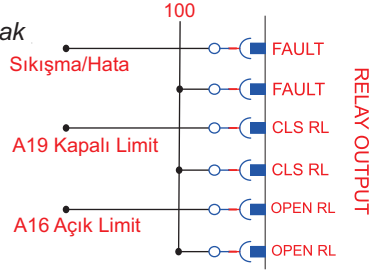 100
ak
Sıkışma/Hata
FAULT
FAULT
A19 Kapalı Limit
CLS RL
CLS RL
A16 Açık Limit
OPEN RL
OPEN RL
RELAY OUTPUT